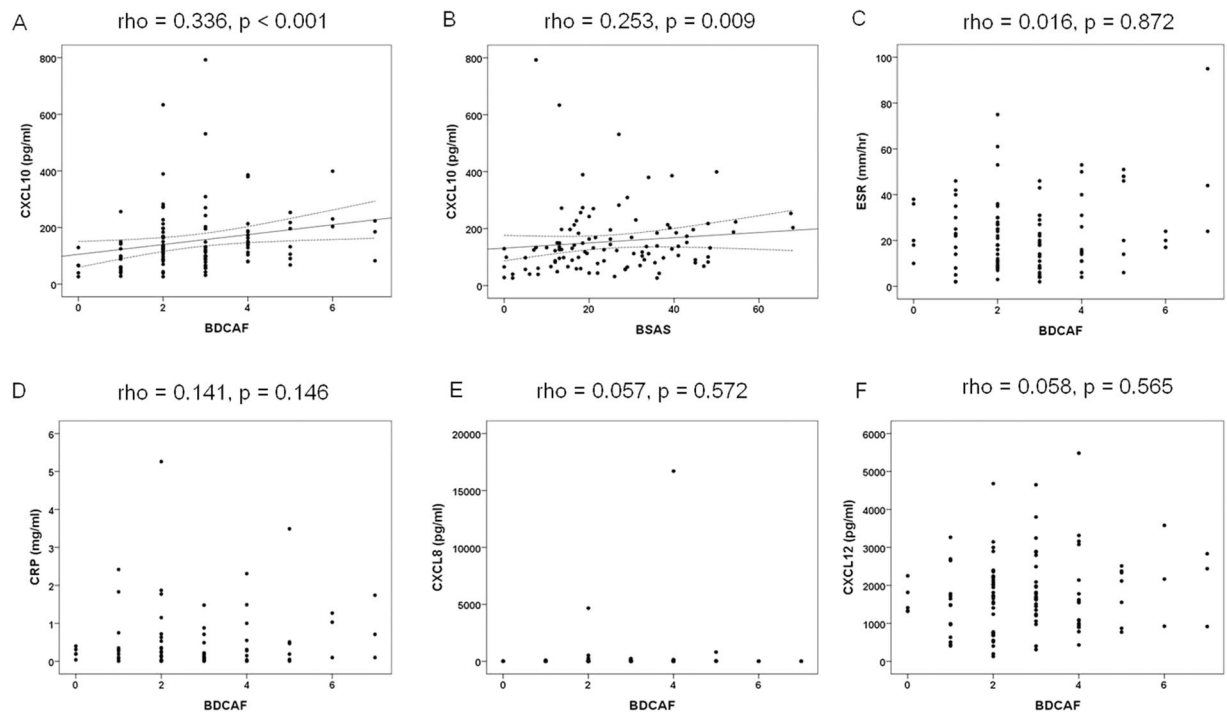 A
rho = 0.336, p < 0.001
800
600
400
200
0
CXCL10 (pg/ml)
0 2 4 6
BDCAF
B
rho = 0.253, p = 0.009
800
600
400
200
0
CXCL10 (pg/ml)
0 20 40 60
BSAS
C
rho = 0.016, p = 0.872
100
80
60
40
20
0
ESR (mm/hr)
0 2 4 6
BDCAF
D
rho = 0.141, p = 0.146
6
5
4
3
2
1
0
CRP (mg/ml)
0 2 4 6
BDCAF
E
rho = 0.057, p = 0.572
20000
15000
10000
5000
0
CXCL8 (pg/ml)
0 2 4 6
BDCAF
F
rho = 0.058, p = 0.565
6000
5000
4000
3000
2000
1000
0
CXCL12 (pg/ml)
0 2 4 6
BDCAF